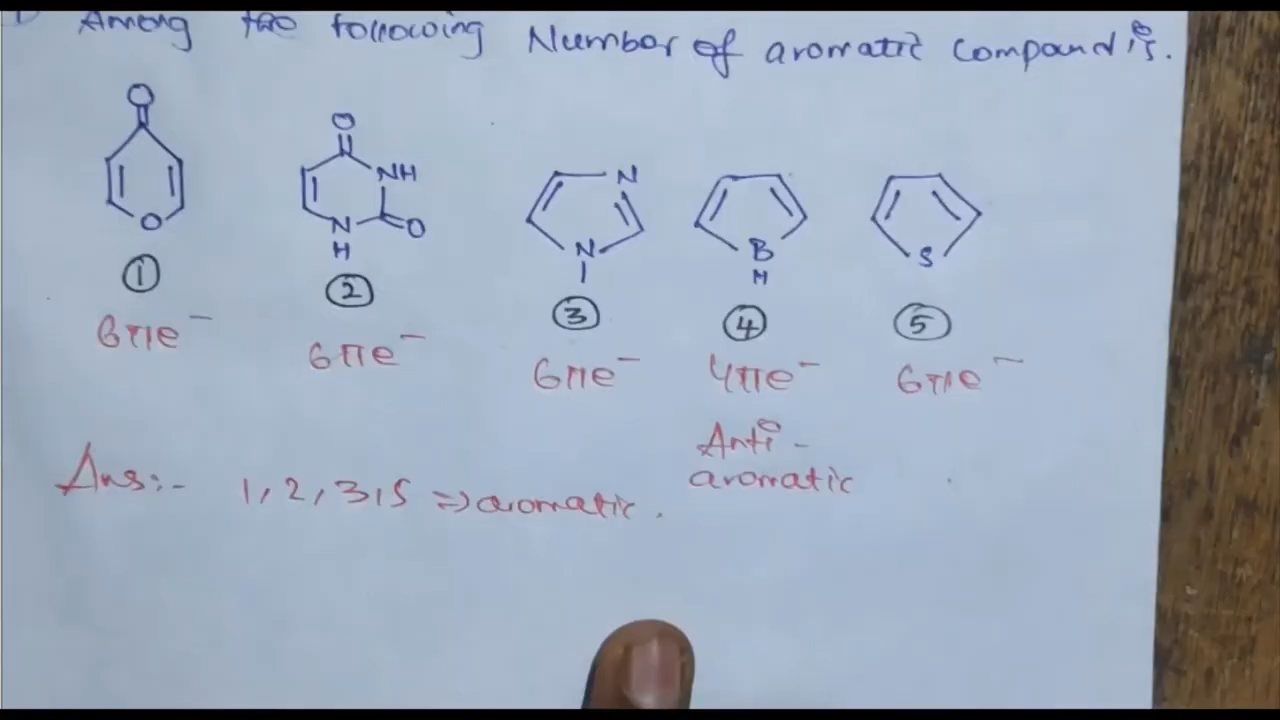 Among the following Number of aromatic compound is.
O O
NH N
O N O N B S
H H
① ② ③ ④ ⑤
6πe⁻ 6πe⁻ 6πe⁻ 4πe⁻ 6πe⁻
Anti-
aromatic
Ans:- 1,2,3,5 => aromatic.